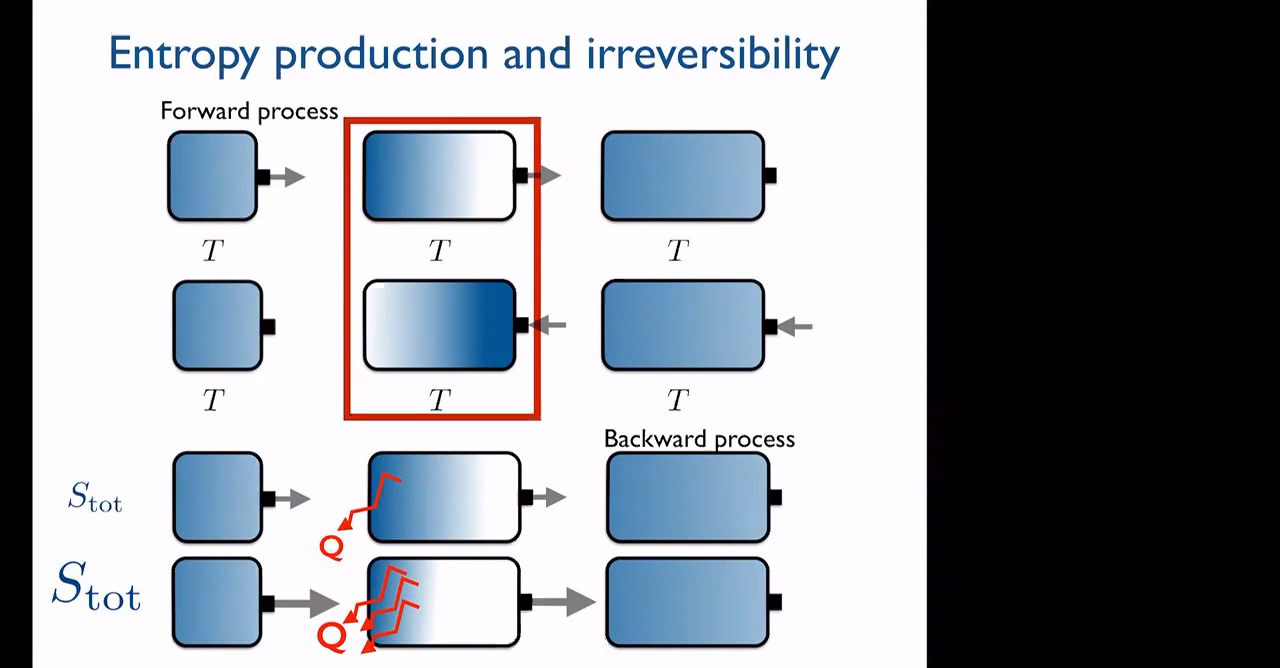 Entropy production and irreversibility
Forward process
T T T
T T T
Backward process
S_tot
Q
S_tot
Q